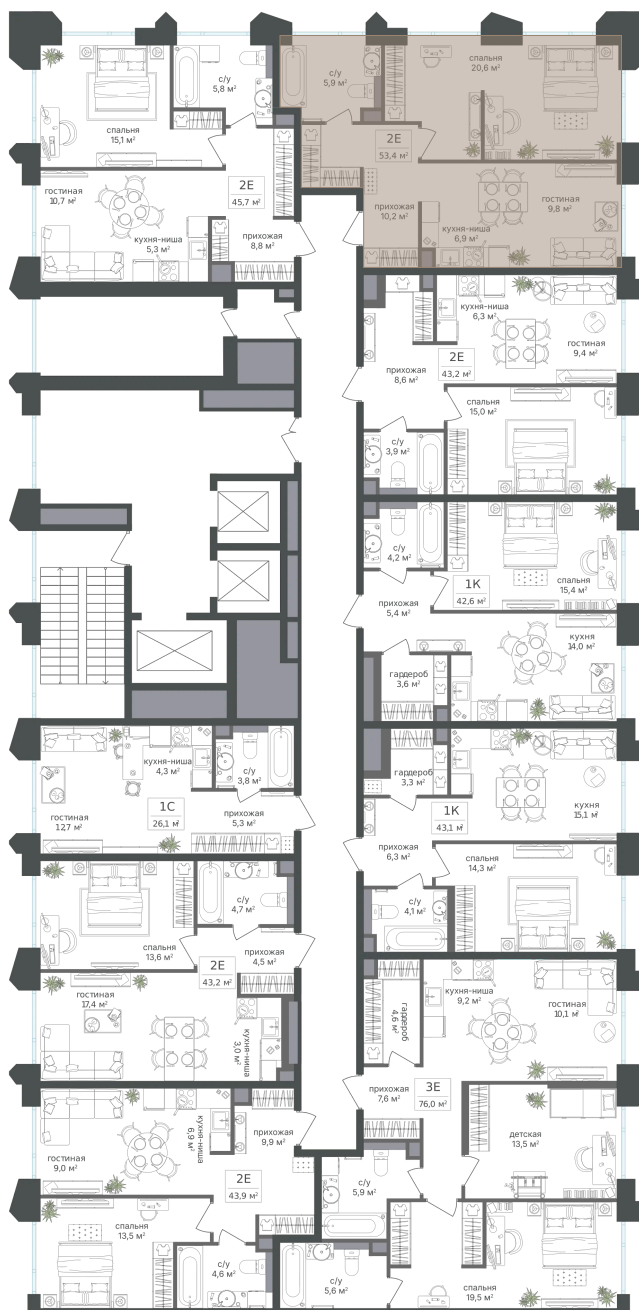 с/у
5,8 м²
спальня
15,1 м²
2Е
45,7 м²
гостиная
10,7 м²
кухня-ниша
5,3 м²
прихожая
8,8 м²
с/у
5,9 м²
спальня
20,6 м²
2Е
53,4 м²
прихожая
10,2 м²
гостиная
9,8 м²
кухня-ниша
6,9 м²
кухня-ниша
6,3 м²
гостиная
9,4 м²
2Е
43,2 м²
прихожая
8,6 м²
спальня
15,0 м²
с/у
3,9 м²
с/у
4,2 м²
1К
42,6 м²
спальня
15,4 м²
прихожая
5,4 м²
кухня
14,0 м²
гардероб
3,6 м²
кухня-ниша
4,3 м²
с/у
3,8 м²
1С
26,1 м²
гостиная
12,7 м²
прихожая
5,3 м²
гардероб
3,3 м²
кухня
15,1 м²
1К
43,1 м²
прихожая
6,3 м²
спальня
14,3 м²
с/у
4,1 м²
с/у
4,7 м²
спальня
13,6 м²
прихожая
4,5 м²
2Е
43,2 м²
гостиная
17,4 м²
кухня-ниша
3,0 м²
гардероб
4,6 м²
кухня-ниша
9,2 м²
гостиная
10,1 м²
прихожая
7,6 м²
3Е
76,0 м²
детская
13,5 м²
кухня-ниша
6,9 м²
прихожая
9,9 м²
гостиная
9,0 м²
2Е
43,9 м²
спальня
13,5 м²
с/у
4,6 м²
с/у
5,9 м²
с/у
5,6 м²
спальня
19,5 м²